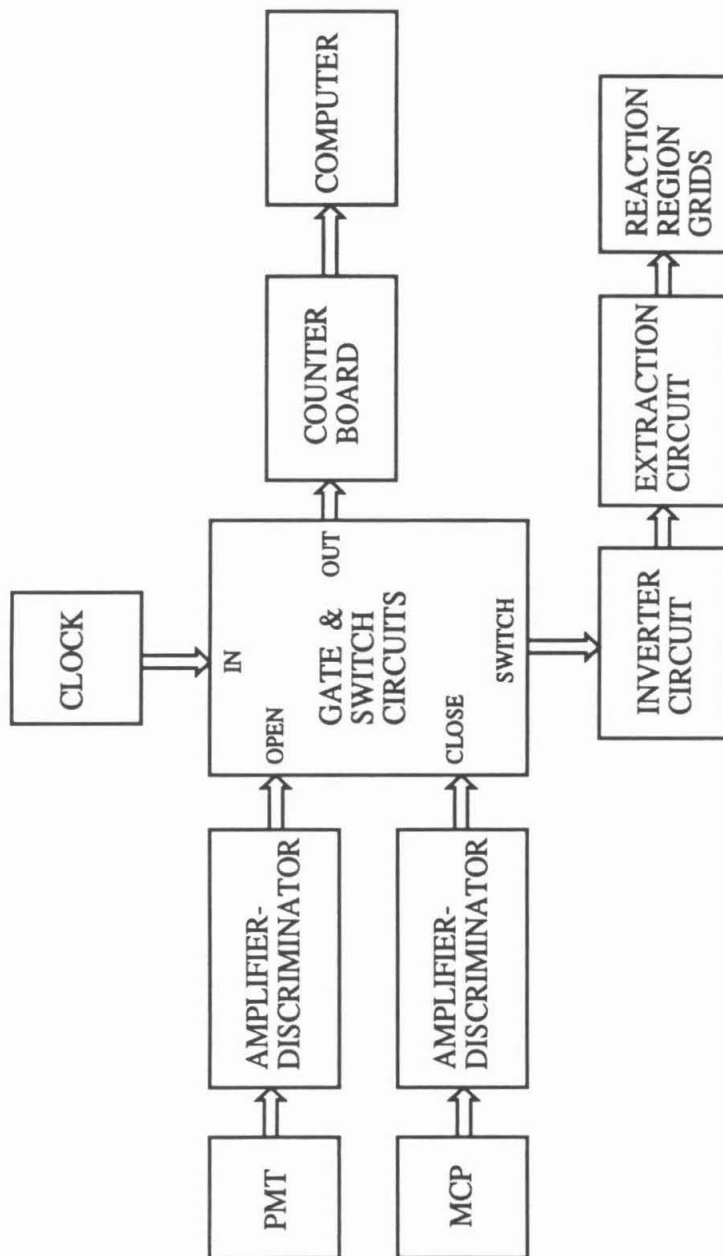 CLOCK
PMT
AMPLIFIER-
DISCRIMINATOR
OPEN
IN
GATE &
SWITCH
CIRCUITS
OUT
COUNTER
BOARD
COMPUTER
MCP
AMPLIFIER-
DISCRIMINATOR
CLOSE
SWITCH
INVERTER
CIRCUIT
EXTRACTION
CIRCUIT
REACTION
REGION
GRIDS